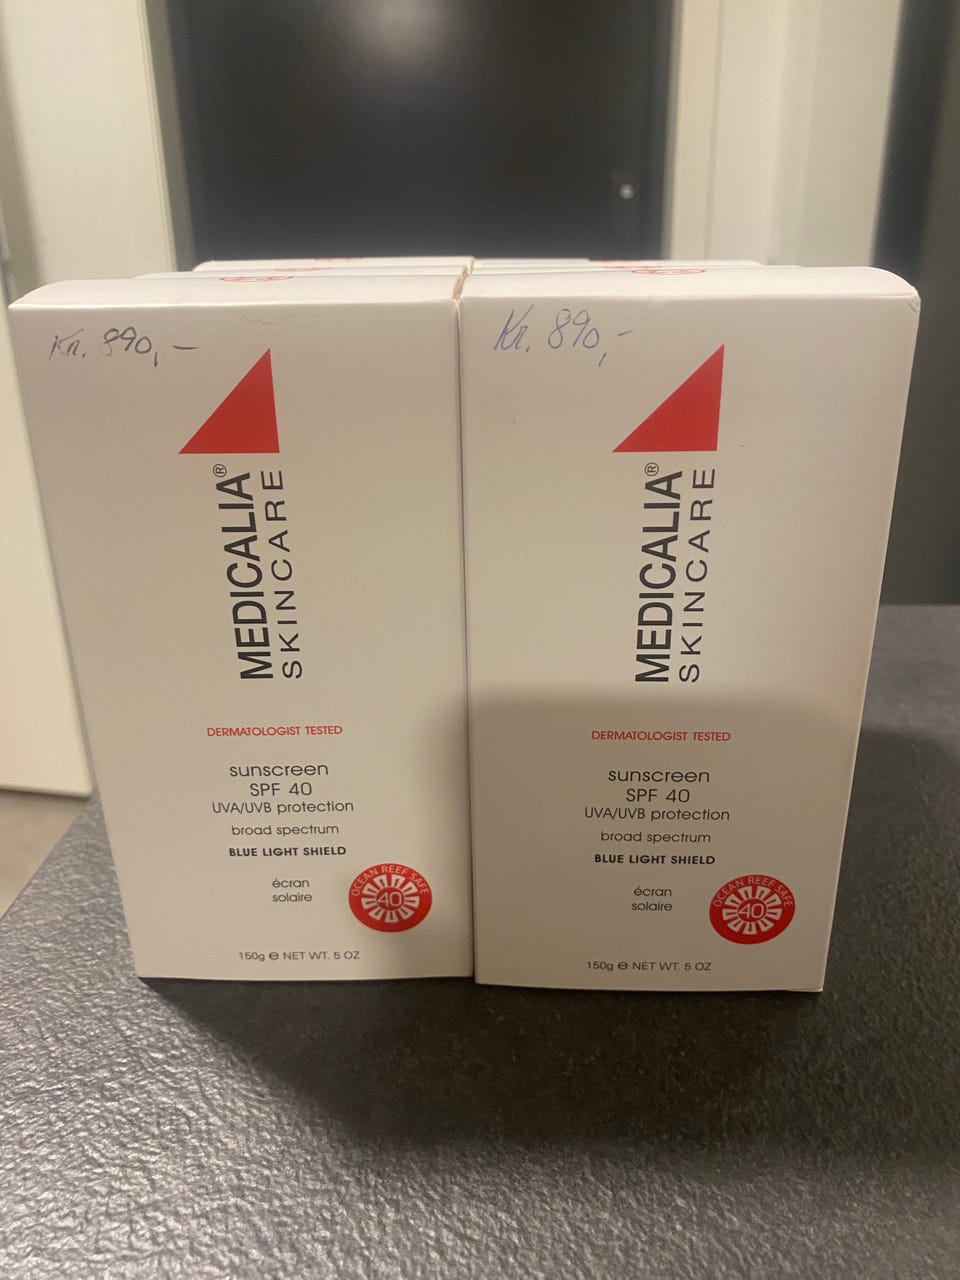 Kr. 890,-
MEDICALIA®
SKINCARE
DERMATOLOGIST TESTED
sunscreen
SPF 40
UVA/UVB protection
broad spectrum
BLUE LIGHT SHIELD
écran
solaire
OCEAN REEF SAFE
40
150g ℮ NET WT. 5 OZ
Kr. 890,-
MEDICALIA®
SKINCARE
DERMATOLOGIST TESTED
sunscreen
SPF 40
UVA/UVB protection
broad spectrum
BLUE LIGHT SHIELD
écran
solaire
OCEAN REEF SAFE
40
150g ℮ NET WT. 5 OZ